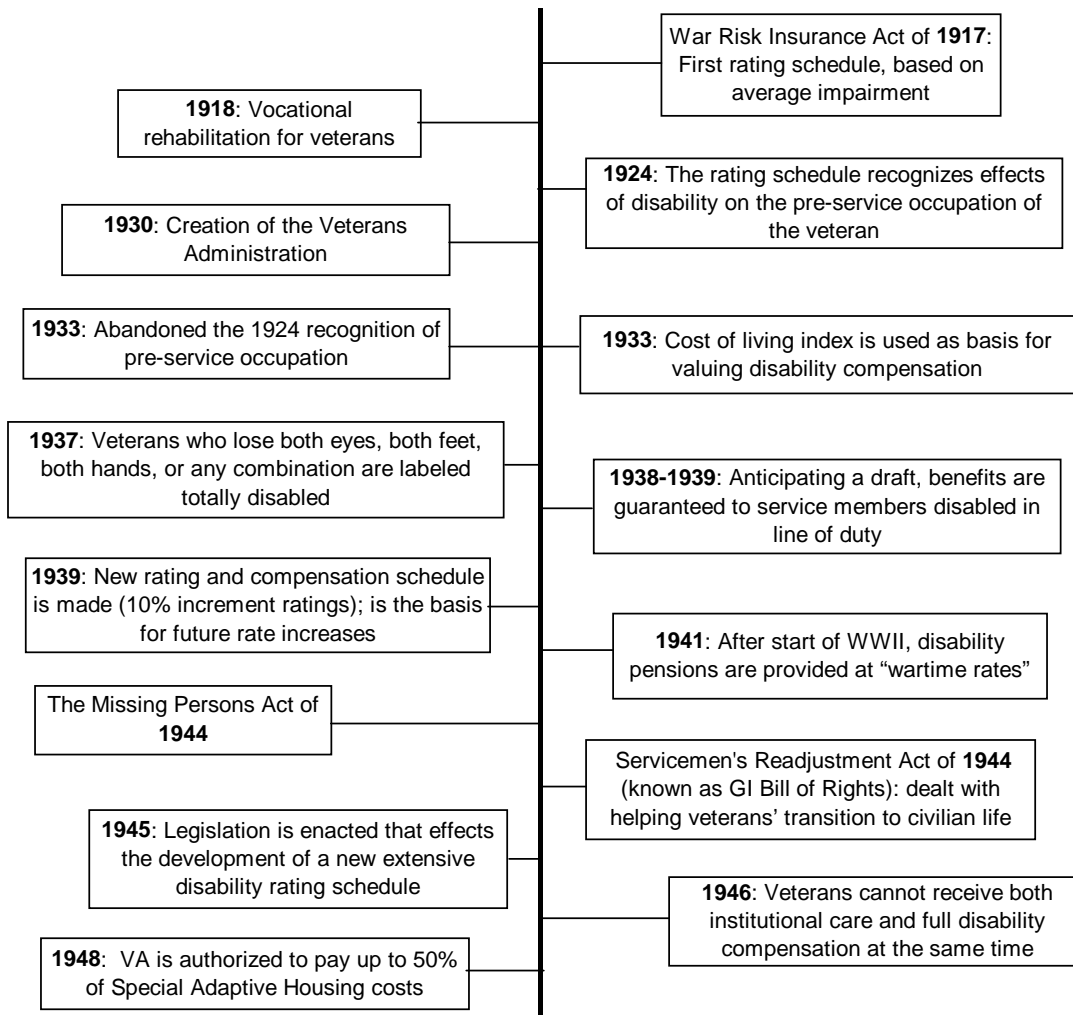 War Risk Insurance Act of 1917:
First rating schedule, based on
average impairment
1918: Vocational
rehabilitation for veterans
1924: The rating schedule recognizes effects
of disability on the pre-service occupation of
the veteran
1930: Creation of the Veterans
Administration
1933: Abandoned the 1924 recognition of
pre-service occupation
1933: Cost of living index is used as basis for
valuing disability compensation
1937: Veterans who lose both eyes, both feet,
both hands, or any combination are labeled
totally disabled
1938-1939: Anticipating a draft, benefits are
guaranteed to service members disabled in
line of duty
1939: New rating and compensation schedule
is made (10% increment ratings); is the basis
for future rate increases
1941: After start of WWII, disability
pensions are provided at “wartime rates”
The Missing Persons Act of
1944
Servicemen's Readjustment Act of 1944
(known as GI Bill of Rights): dealt with
helping veterans’ transition to civilian life
1945: Legislation is enacted that effects
the development of a new extensive
disability rating schedule
1946: Veterans cannot receive both
institutional care and full disability
compensation at the same time
1948: VA is authorized to pay up to 50%
of Special Adaptive Housing costs